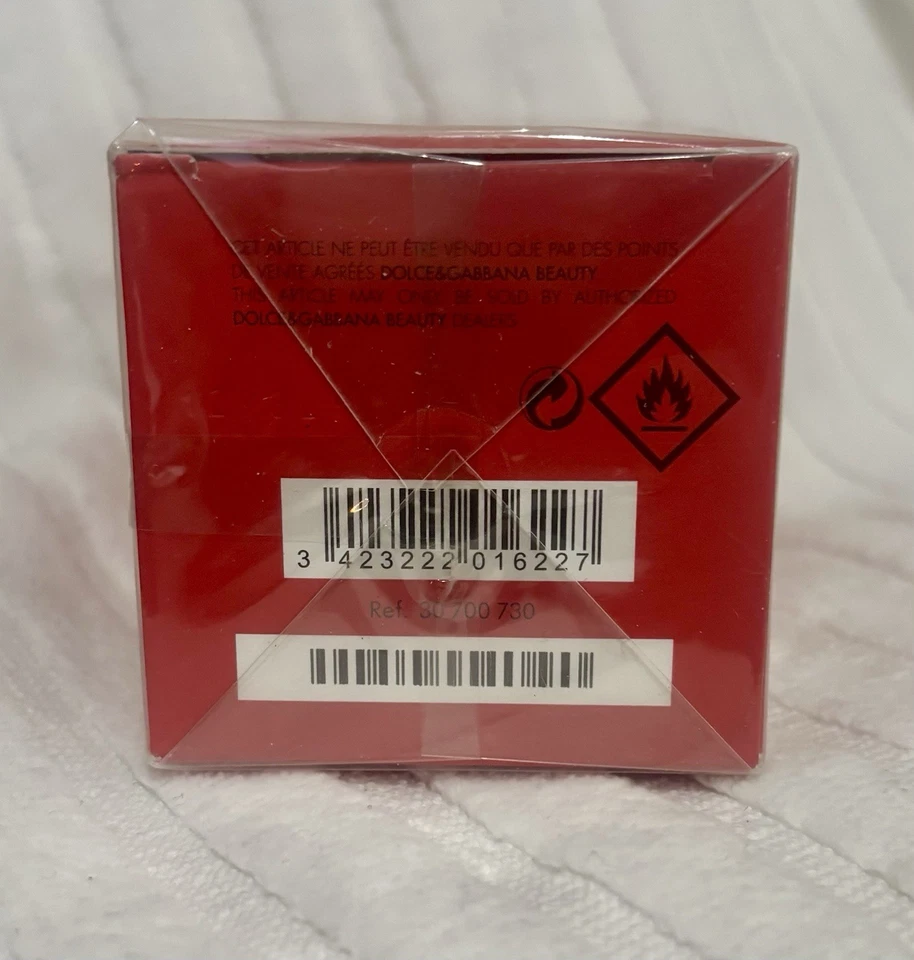 CET ARTICLE NE PEUT ÊTRE VENDU QUE PAR DES POINTS
DE VENTE AGRÉÉS DOLCE&GABBANA BEAUTY
THIS ARTICLE MAY ONLY BE SOLD BY AUTHORIZED
DOLCE&GABBANA BEAUTY DEALERS
3 423222 016227
Ref. 30 700 730